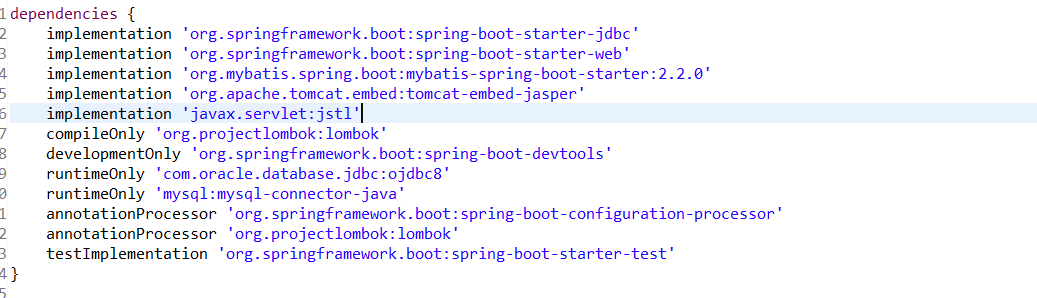 1 dependencies {
2 implementation 'org.springframework.boot:spring-boot-starter-jdbc'
3 implementation 'org.springframework.boot:spring-boot-starter-web'
4 implementation 'org.mybatis.spring.boot:mybatis-spring-boot-starter:2.2.0'
5 implementation 'org.apache.tomcat.embed:tomcat-embed-jasper'
6 implementation 'javax.servlet:jstl'
7 compileOnly 'org.projectlombok:lombok'
8 developmentOnly 'org.springframework.boot:spring-boot-devtools'
9 runtimeOnly 'com.oracle.database.jdbc:ojdbc8'
0 runtimeOnly 'mysql:mysql-connector-java'
1 annotationProcessor 'org.springframework.boot:spring-boot-configuration-processor'
2 annotationProcessor 'org.projectlombok:lombok'
3 testImplementation 'org.springframework.boot:spring-boot-starter-test'
4 }
5